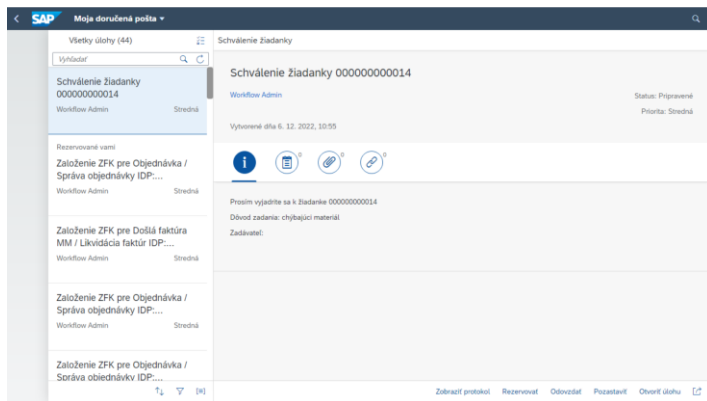 SAP Moja doručená pošta
Všetky úlohy (44)
Vyhľadať
Schválenie žiadanky
000000000014
Workflow Admin Stredná
Rezervované vami
Založenie ZFK pre Objednávka /
Správa objednávky IDP:...
Workflow Admin Stredná
Založenie ZFK pre Došlá faktúra
MM / Likvidácia faktúr IDP:...
Workflow Admin Stredná
Založenie ZFK pre Objednávka /
Správa objednávky IDP:...
Workflow Admin Stredná
Založenie ZFK pre Objednávka /
Správa objednávky IDP:...
Schválenie žiadanky
Schválenie žiadanky 000000000014
Workflow Admin
Status: Pripravené
Priorita: Stredná
Vytvorené dňa 6. 12. 2022, 10:55
0 0 0
Prosím vyjadrite sa k žiadanke 000000000014
Dôvod zadania: chýbajúci materiál
Zadávateľ:
Zobraziť protokol Rezervovať Odovzdať Pozastaviť Otvoriť úlohu